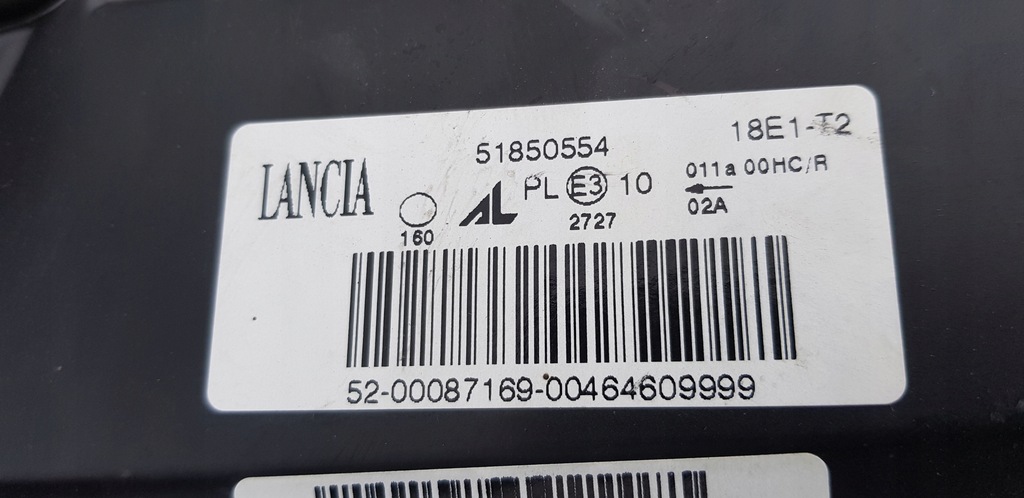 51850554
18E1-T2
LANCIA
160
AL
PL E3 10
2727
011a 00HC/R
02A
52-00087169-00464609999